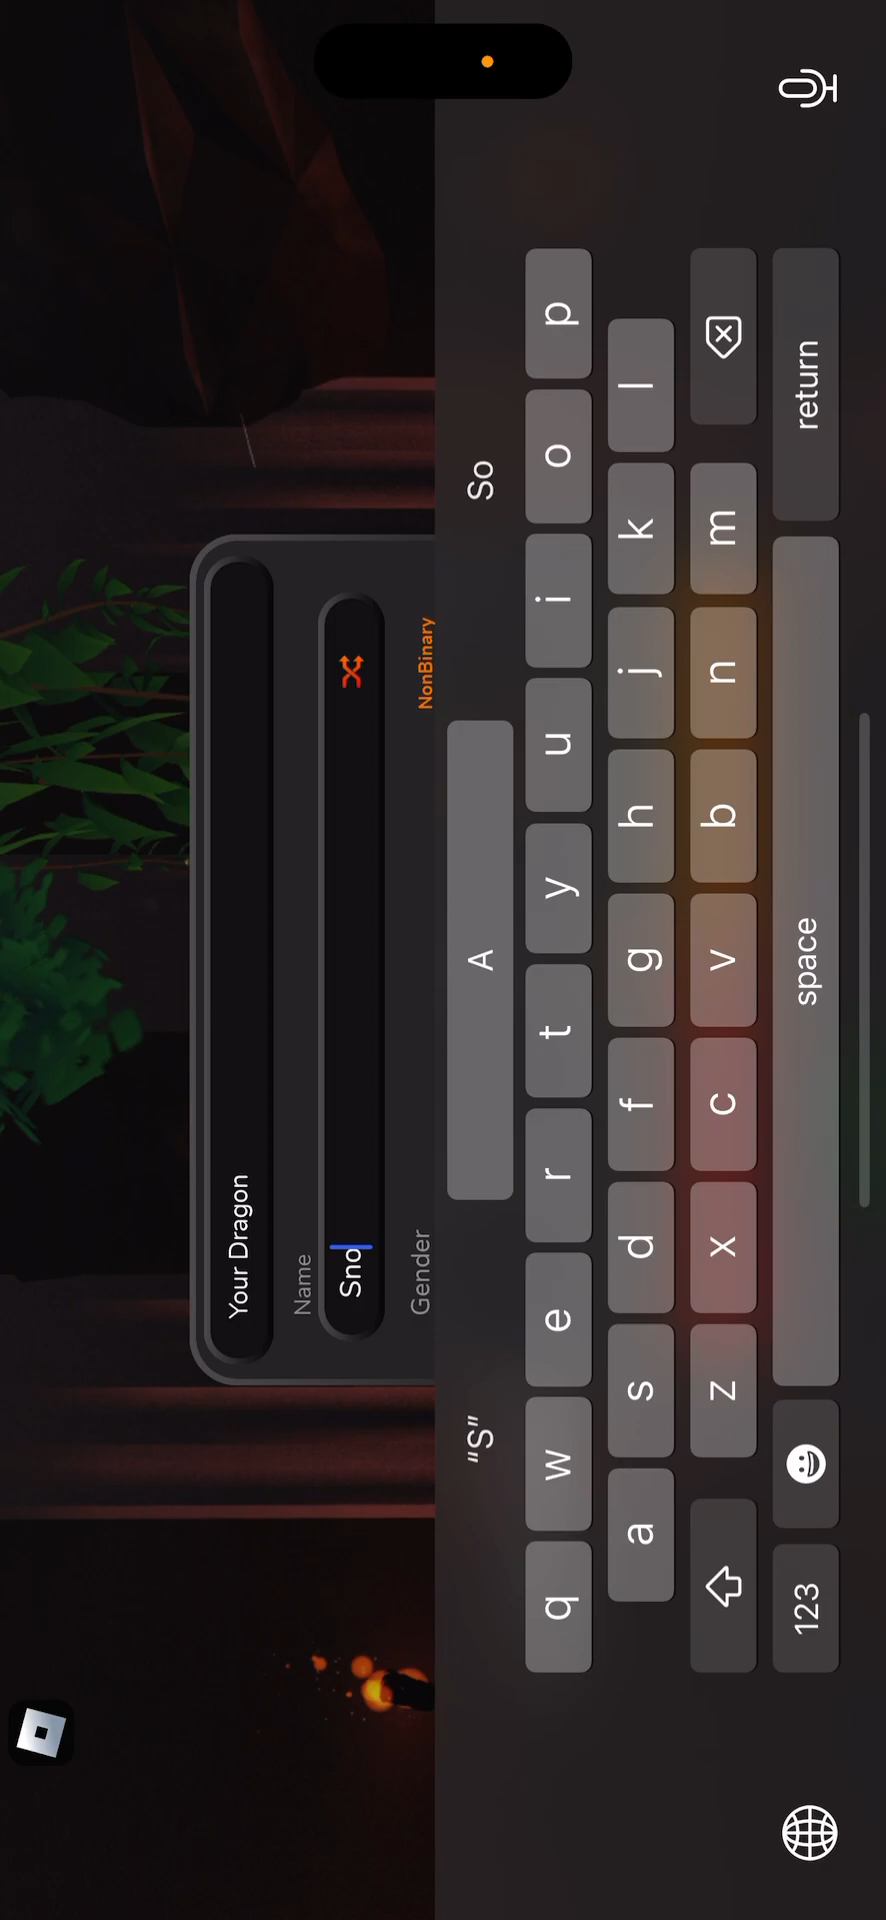 Your Dragon
Name
Sno
Gender
NonBinary
"S"
A
So
q w e r t y u i o p
a s d f g h j k l
z x c v b n m
123
space
return